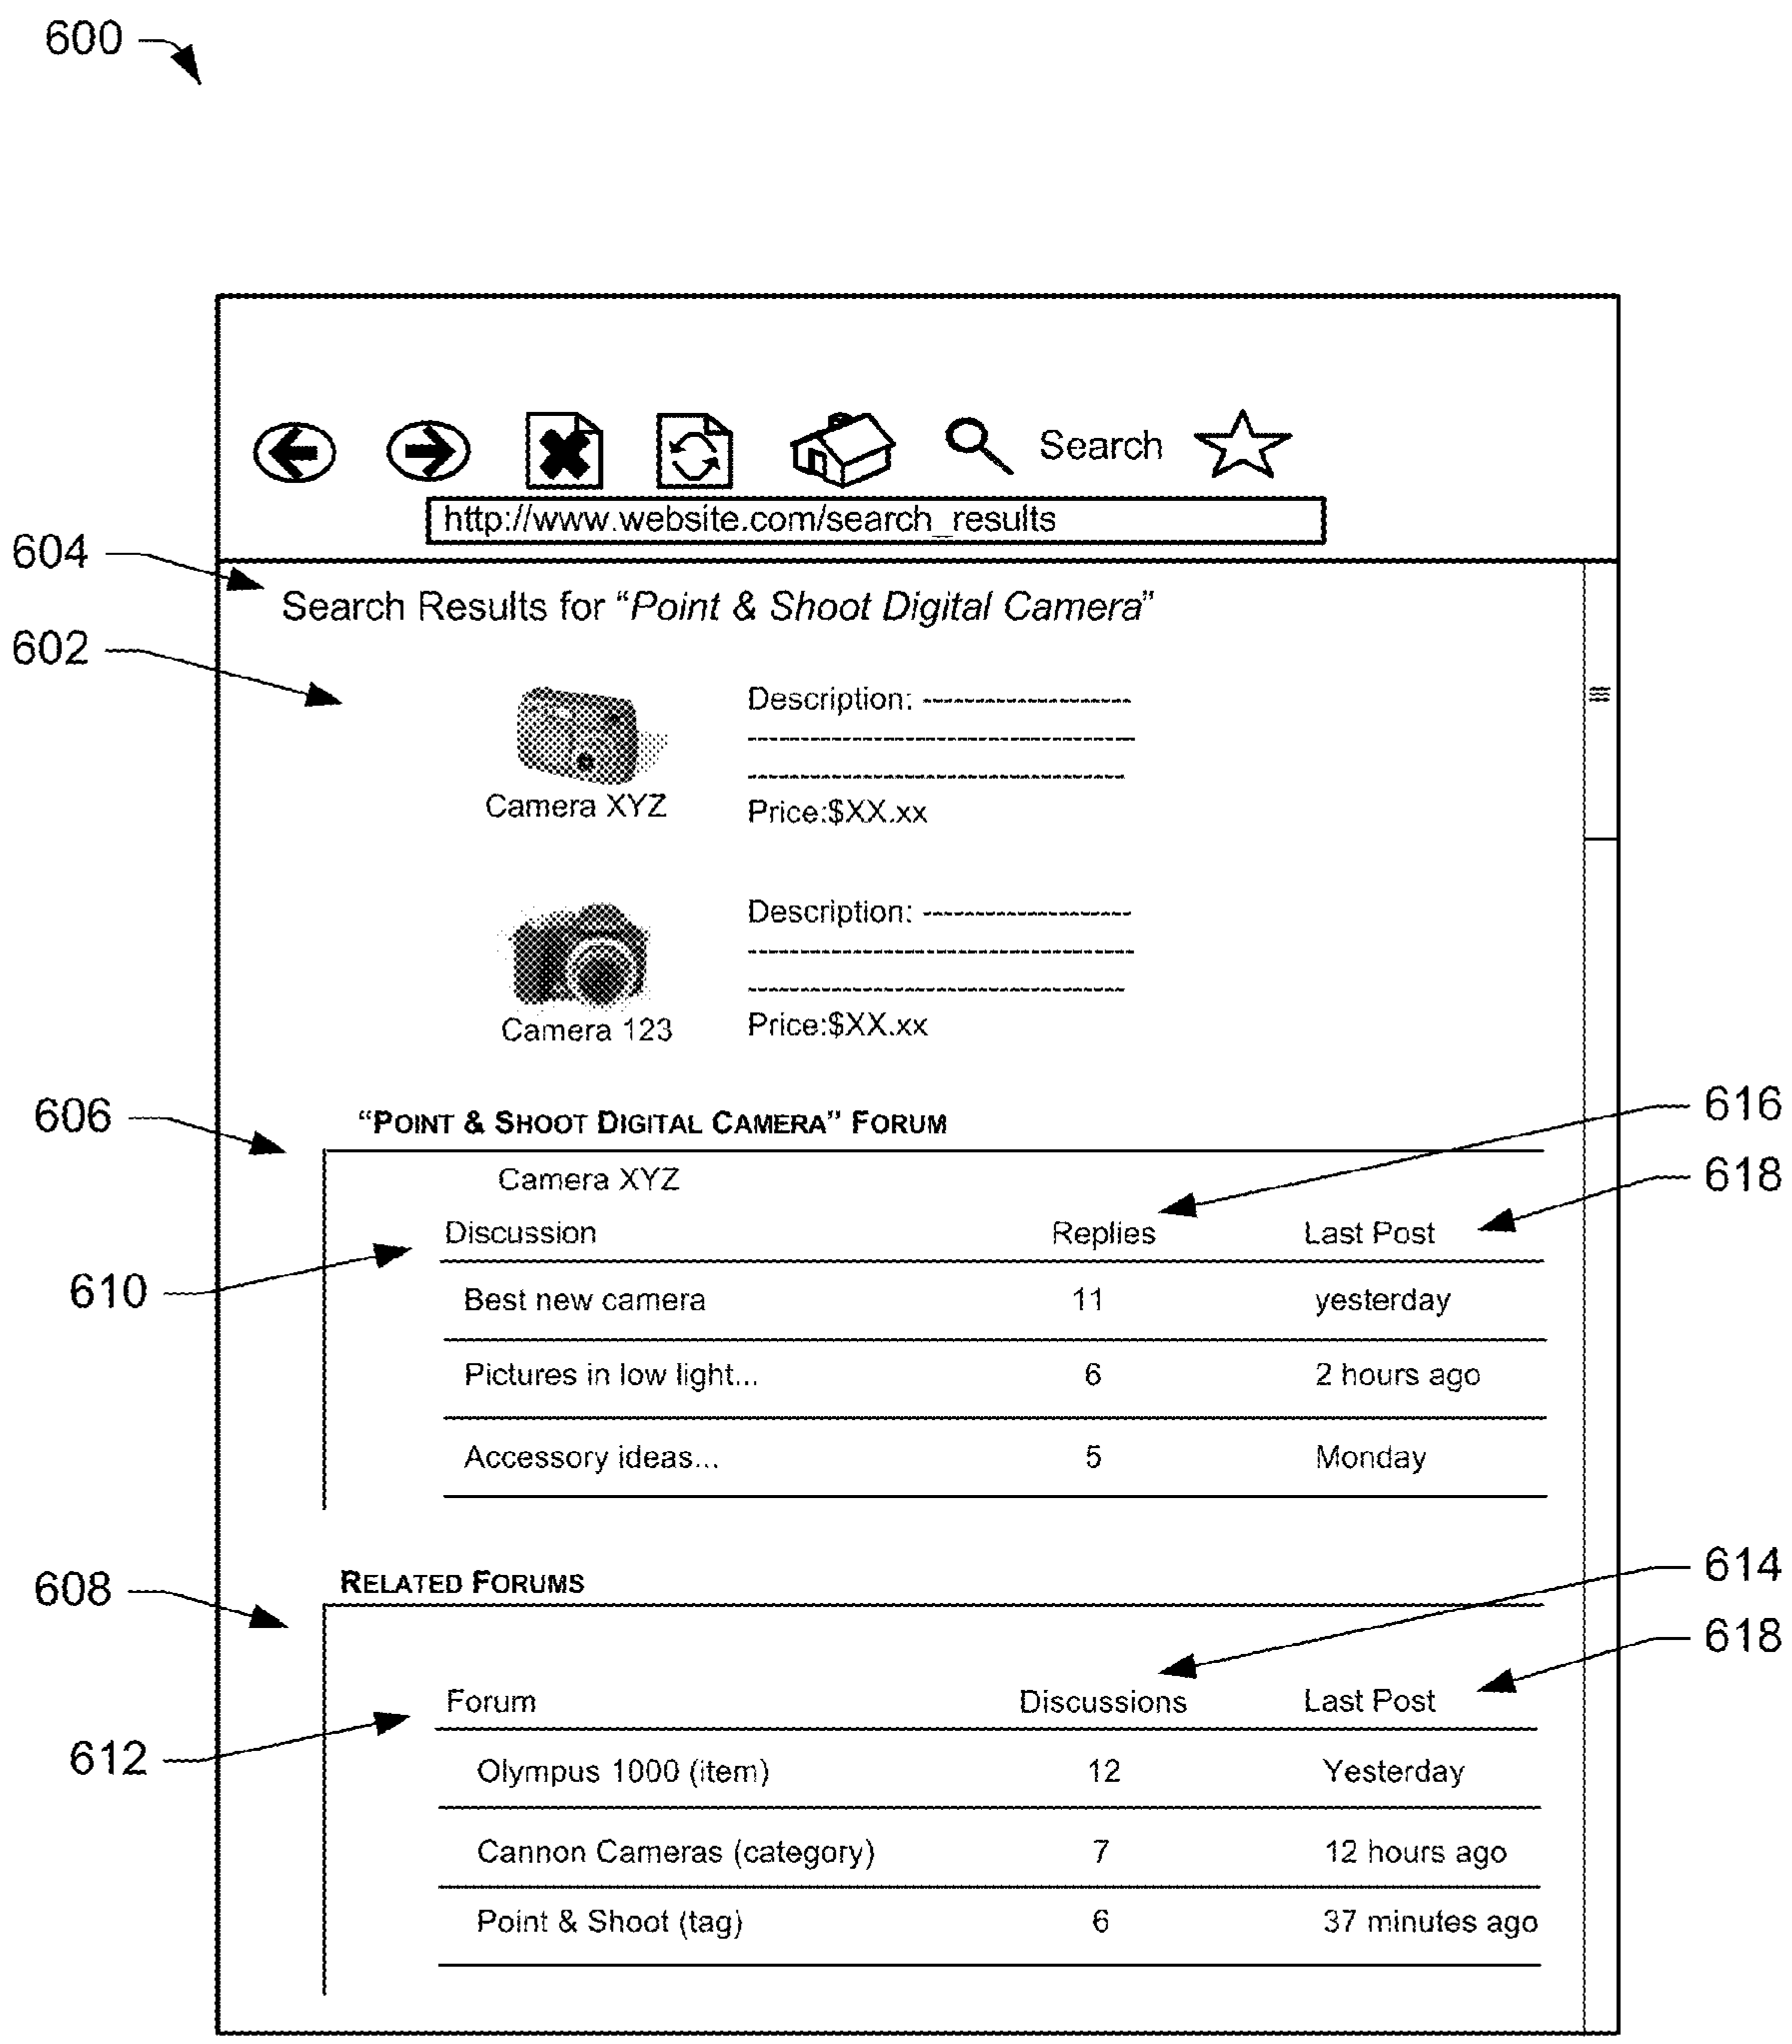 600
Search
http://www.website.com/search_results
604
Search Results for “Point & Shoot Digital Camera”
602
Description:
Camera XYZ
Price:$XX.xx
Description:
Camera 123
Price:$XX.xx
606
“POINT & SHOOT DIGITAL CAMERA” FORUM
616
Camera XYZ
618
Discussion Replies Last Post
610
Best new camera 11 yesterday
Pictures in low light... 6 2 hours ago
Accessory ideas... 5 Monday
608
RELATED FORUMS
614
618
Forum Discussions Last Post
612
Olympus 1000 (item) 12 Yesterday
Cannon Cameras (category) 7 12 hours ago
Point & Shoot (tag) 6 37 minutes ago